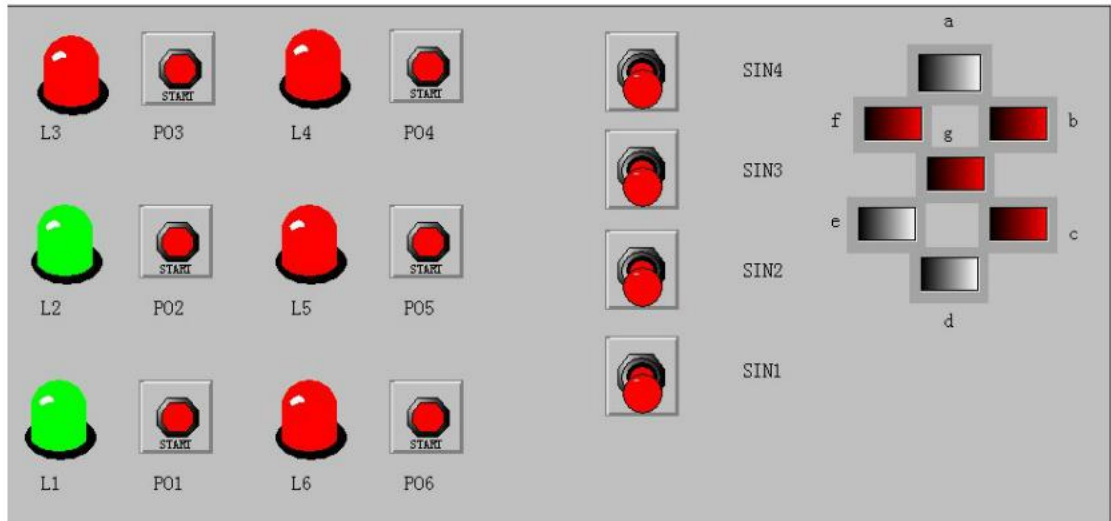 a
START START SIN4
L3 PO3 L4 PO4 f g b
SIN3
START START e c
L2 PO2 L5 PO5 SIN2
d
SIN1
START START
L1 PO1 L6 PO6